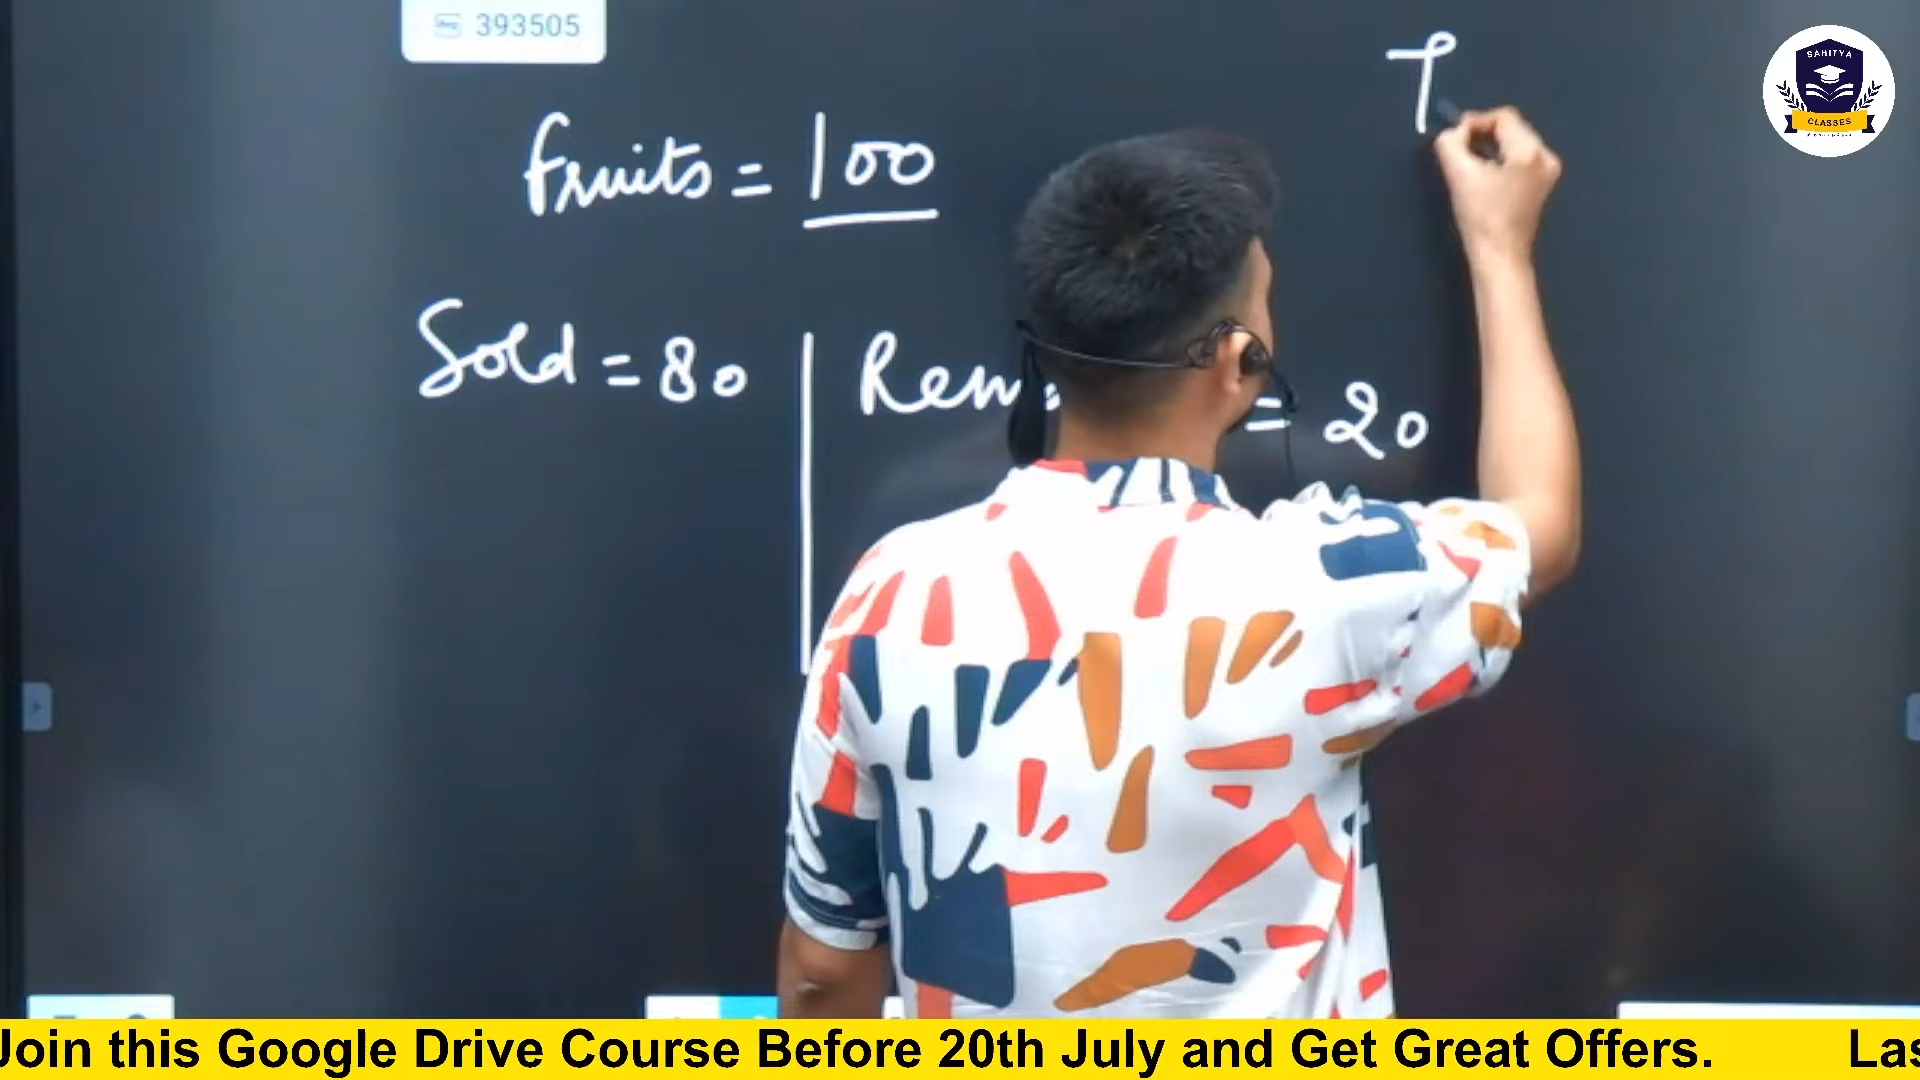 393505
Fruits = 100
Sold = 80
= 20
SAHITYA
CLASSES
Join this Google Drive Course Before 20th July and Get Great Offers.